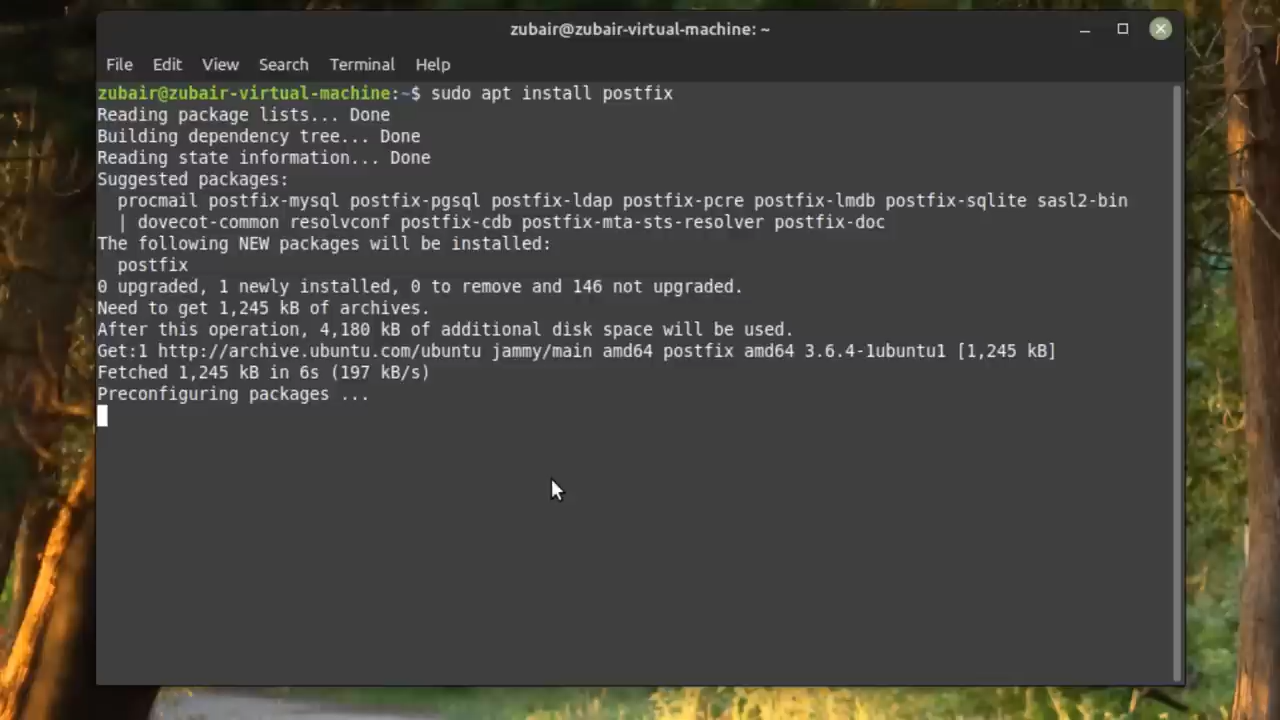 zubair@zubair-virtual-machine: ~
File Edit View Search Terminal Help
zubair@zubair-virtual-machine:~$ sudo apt install postfix
Reading package lists... Done
Building dependency tree... Done
Reading state information... Done
Suggested packages:
  procmail postfix-mysql postfix-pgsql postfix-ldap postfix-pcre postfix-lmdb postfix-sqlite sasl2-bin
  | dovecot-common resolvconf postfix-cdb postfix-mta-sts-resolver postfix-doc
The following NEW packages will be installed:
  postfix
0 upgraded, 1 newly installed, 0 to remove and 146 not upgraded.
Need to get 1,245 kB of archives.
After this operation, 4,180 kB of additional disk space will be used.
Get:1 http://archive.ubuntu.com/ubuntu jammy/main amd64 postfix amd64 3.6.4-1ubuntu1 [1,245 kB]
Fetched 1,245 kB in 6s (197 kB/s)
Preconfiguring packages ...